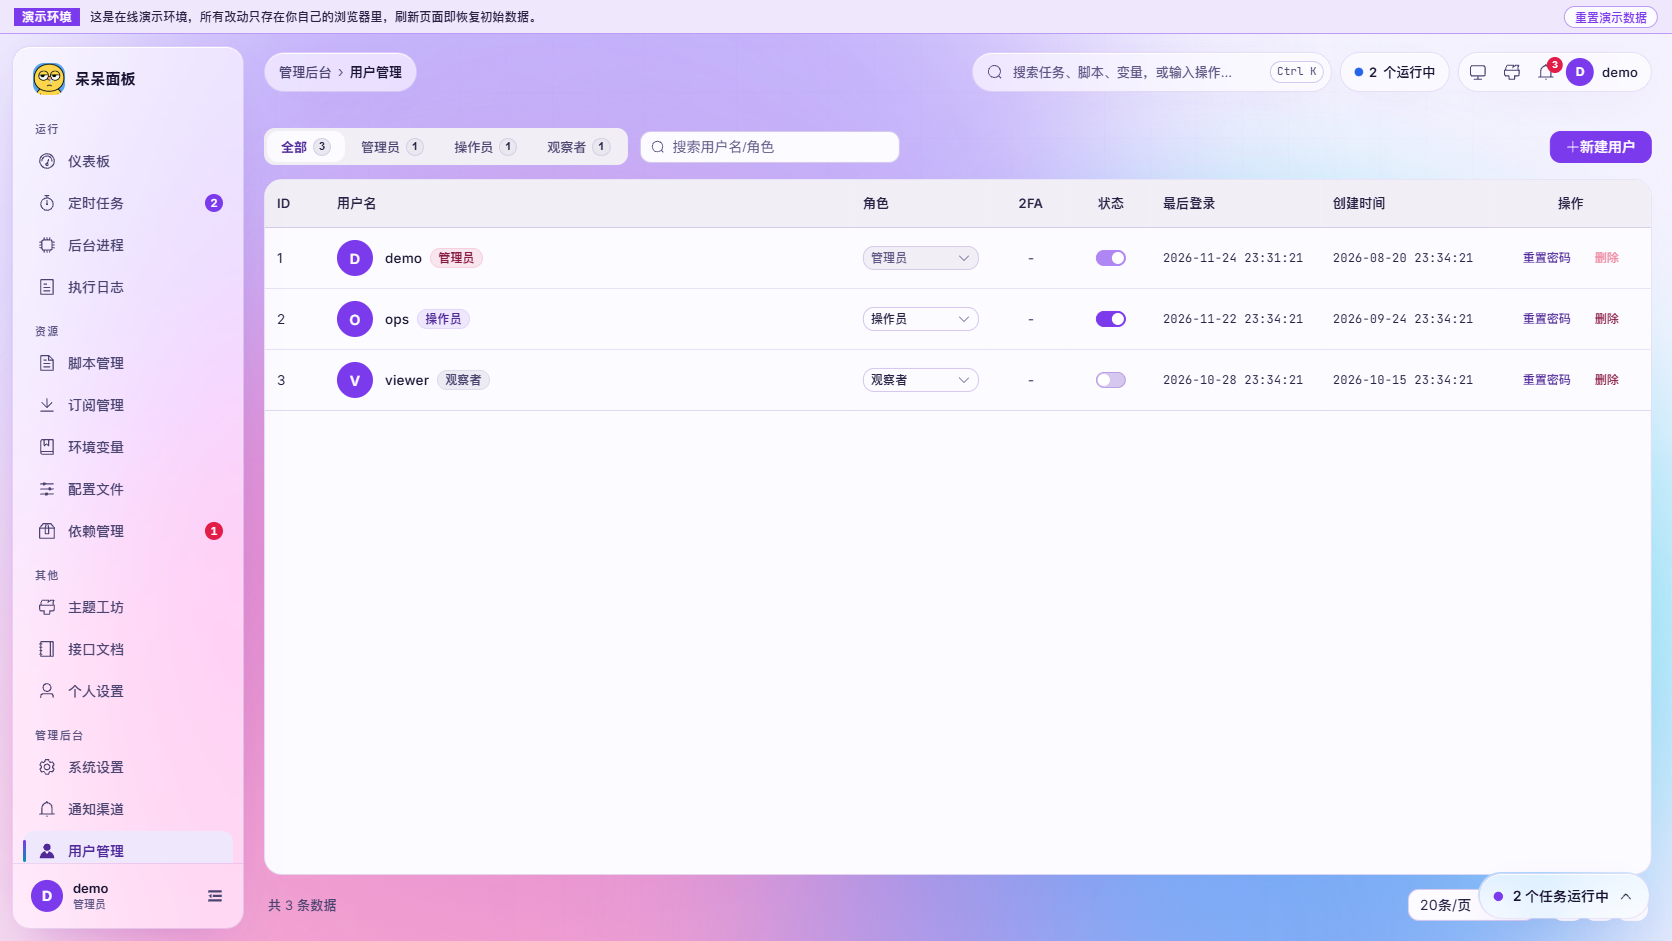 演示环境 这是在线演示环境，所有改动只存在你自己的浏览器里，刷新页面即恢复初始数据。 重置演示数据
呆呆面板
管理后台 › 用户管理
搜索任务、脚本、变量，或输入操作... Ctrl K
2 个运行中
3
D demo
运行
仪表板
定时任务 2
后台进程
执行日志
资源
脚本管理
订阅管理
环境变量
配置文件
依赖管理 1
其他
主题工坊
接口文档
个人设置
管理后台
系统设置
通知渠道
用户管理
D demo
管理员
全部 3 管理员 1 操作员 1 观察者 1
搜索用户名/角色
新建用户
ID 用户名 角色 2FA 状态 最后登录 创建时间 操作
1 D demo 管理员 管理员 - 2026-11-24 23:31:21 2026-08-20 23:34:21 重置密码 删除
2 O ops 操作员 操作员 - 2026-11-22 23:34:21 2026-09-24 23:34:21 重置密码 删除
3 V viewer 观察者 观察者 - 2026-10-28 23:34:21 2026-10-15 23:34:21 重置密码 删除
共 3 条数据
20条/页
2 个任务运行中